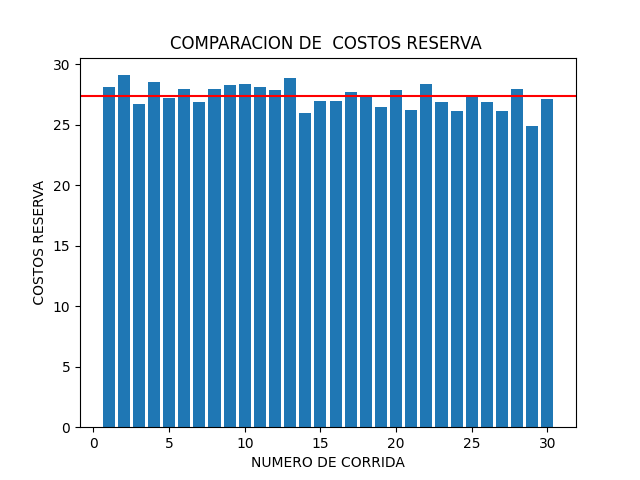 COMPARACION DE  COSTOS RESERVA
30
25
20
15
10
5
0
COSTOS RESERVA
0 5 10 15 20 25 30
NUMERO DE CORRIDA